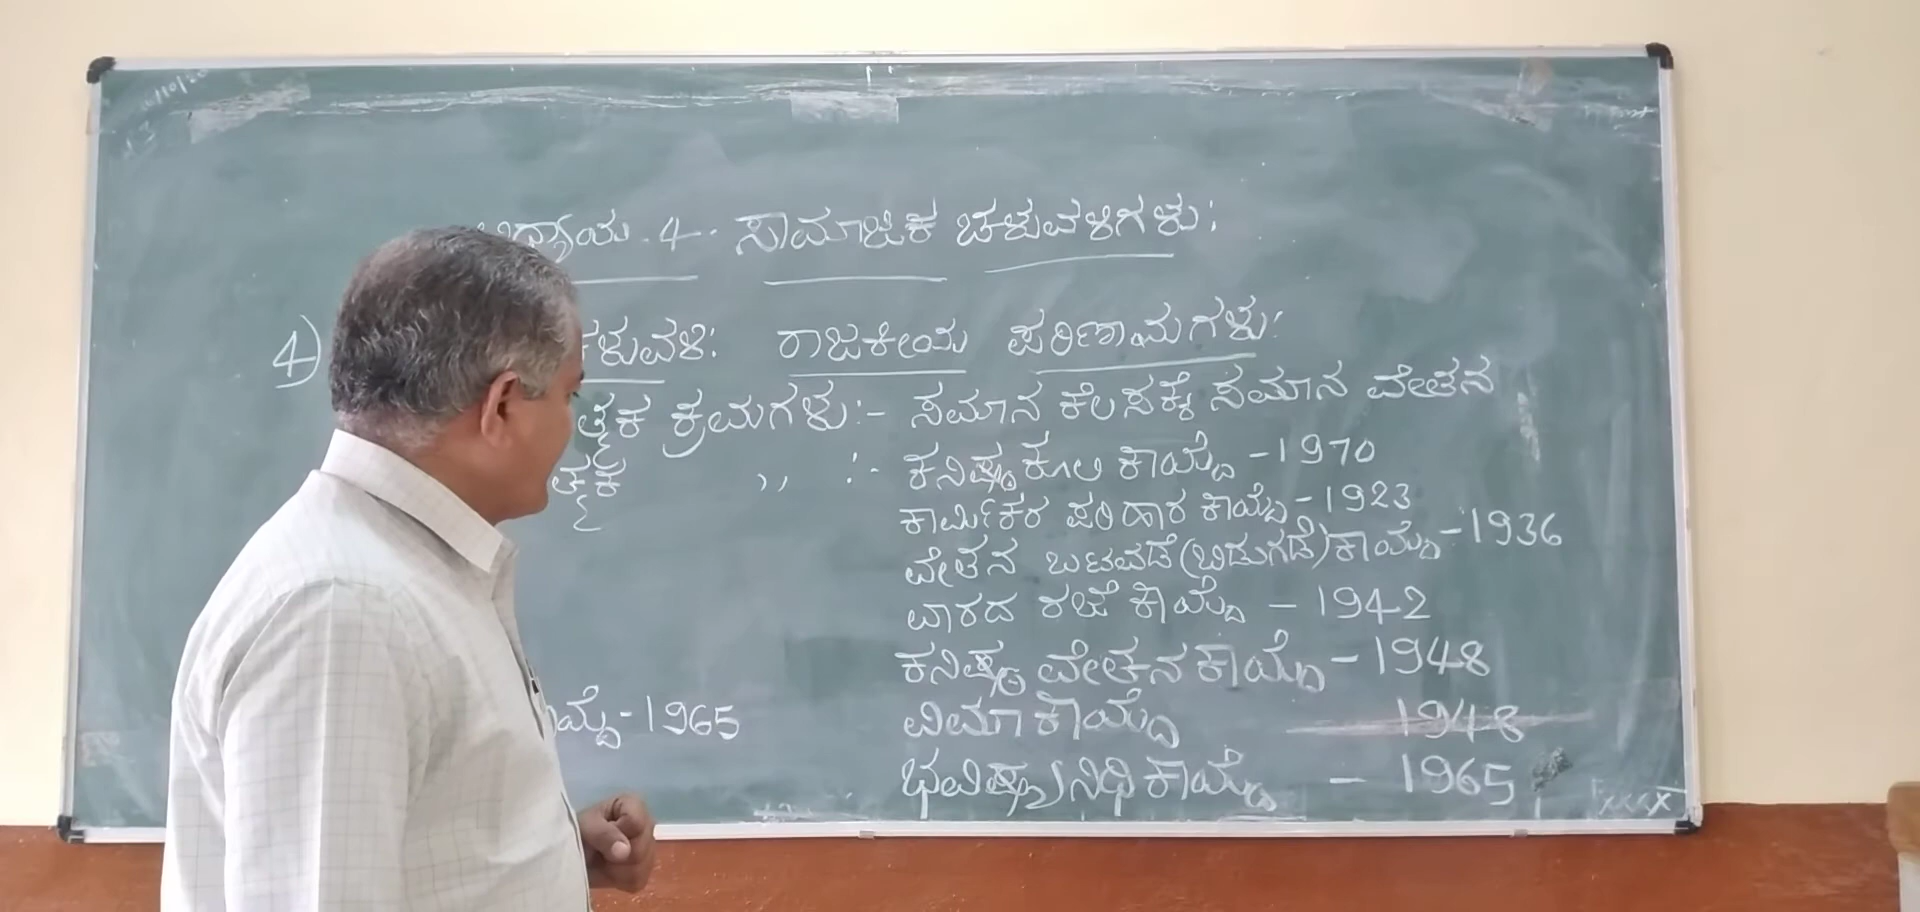 ಅಧ್ಯಾಯ - 4 - ಸಾಮಾಜಿಕ ಚಳುವಳಿಗಳು:
4) ಚಳುವಳಿ: ರಾಜಕೀಯ ಪರಿಣಾಮಗಳು:
ತ್ಮಕ ಕ್ರಮಗಳು:- ಸಮಾನ ಕೆಲಸಕ್ಕೆ ಸಮಾನ ವೇತನ
ತ್ಮಕ ,, :- ಕನಿಷ್ಠ ಕೂಲಿ ಕಾಯ್ದೆ - 1970
ಕಾರ್ಮಿಕರ ಪರಿಹಾರ ಕಾಯ್ದೆ - 1923
ವೇತನ ಬಟವಡೆ (ಬಿಡುಗಡೆ) ಕಾಯ್ದೆ - 1936
ವಾರದ ರಜೆ ಕಾಯ್ದೆ - 1942
ಕನಿಷ್ಠ ವೇತನ ಕಾಯ್ದೆ - 1948
ಾಯ್ದೆ - 1965 ವಿಮಾ ಕಾಯ್ದೆ 1948
ಭವಿಷ್ಯನಿಧಿ ಕಾಯ್ದೆ - 1965